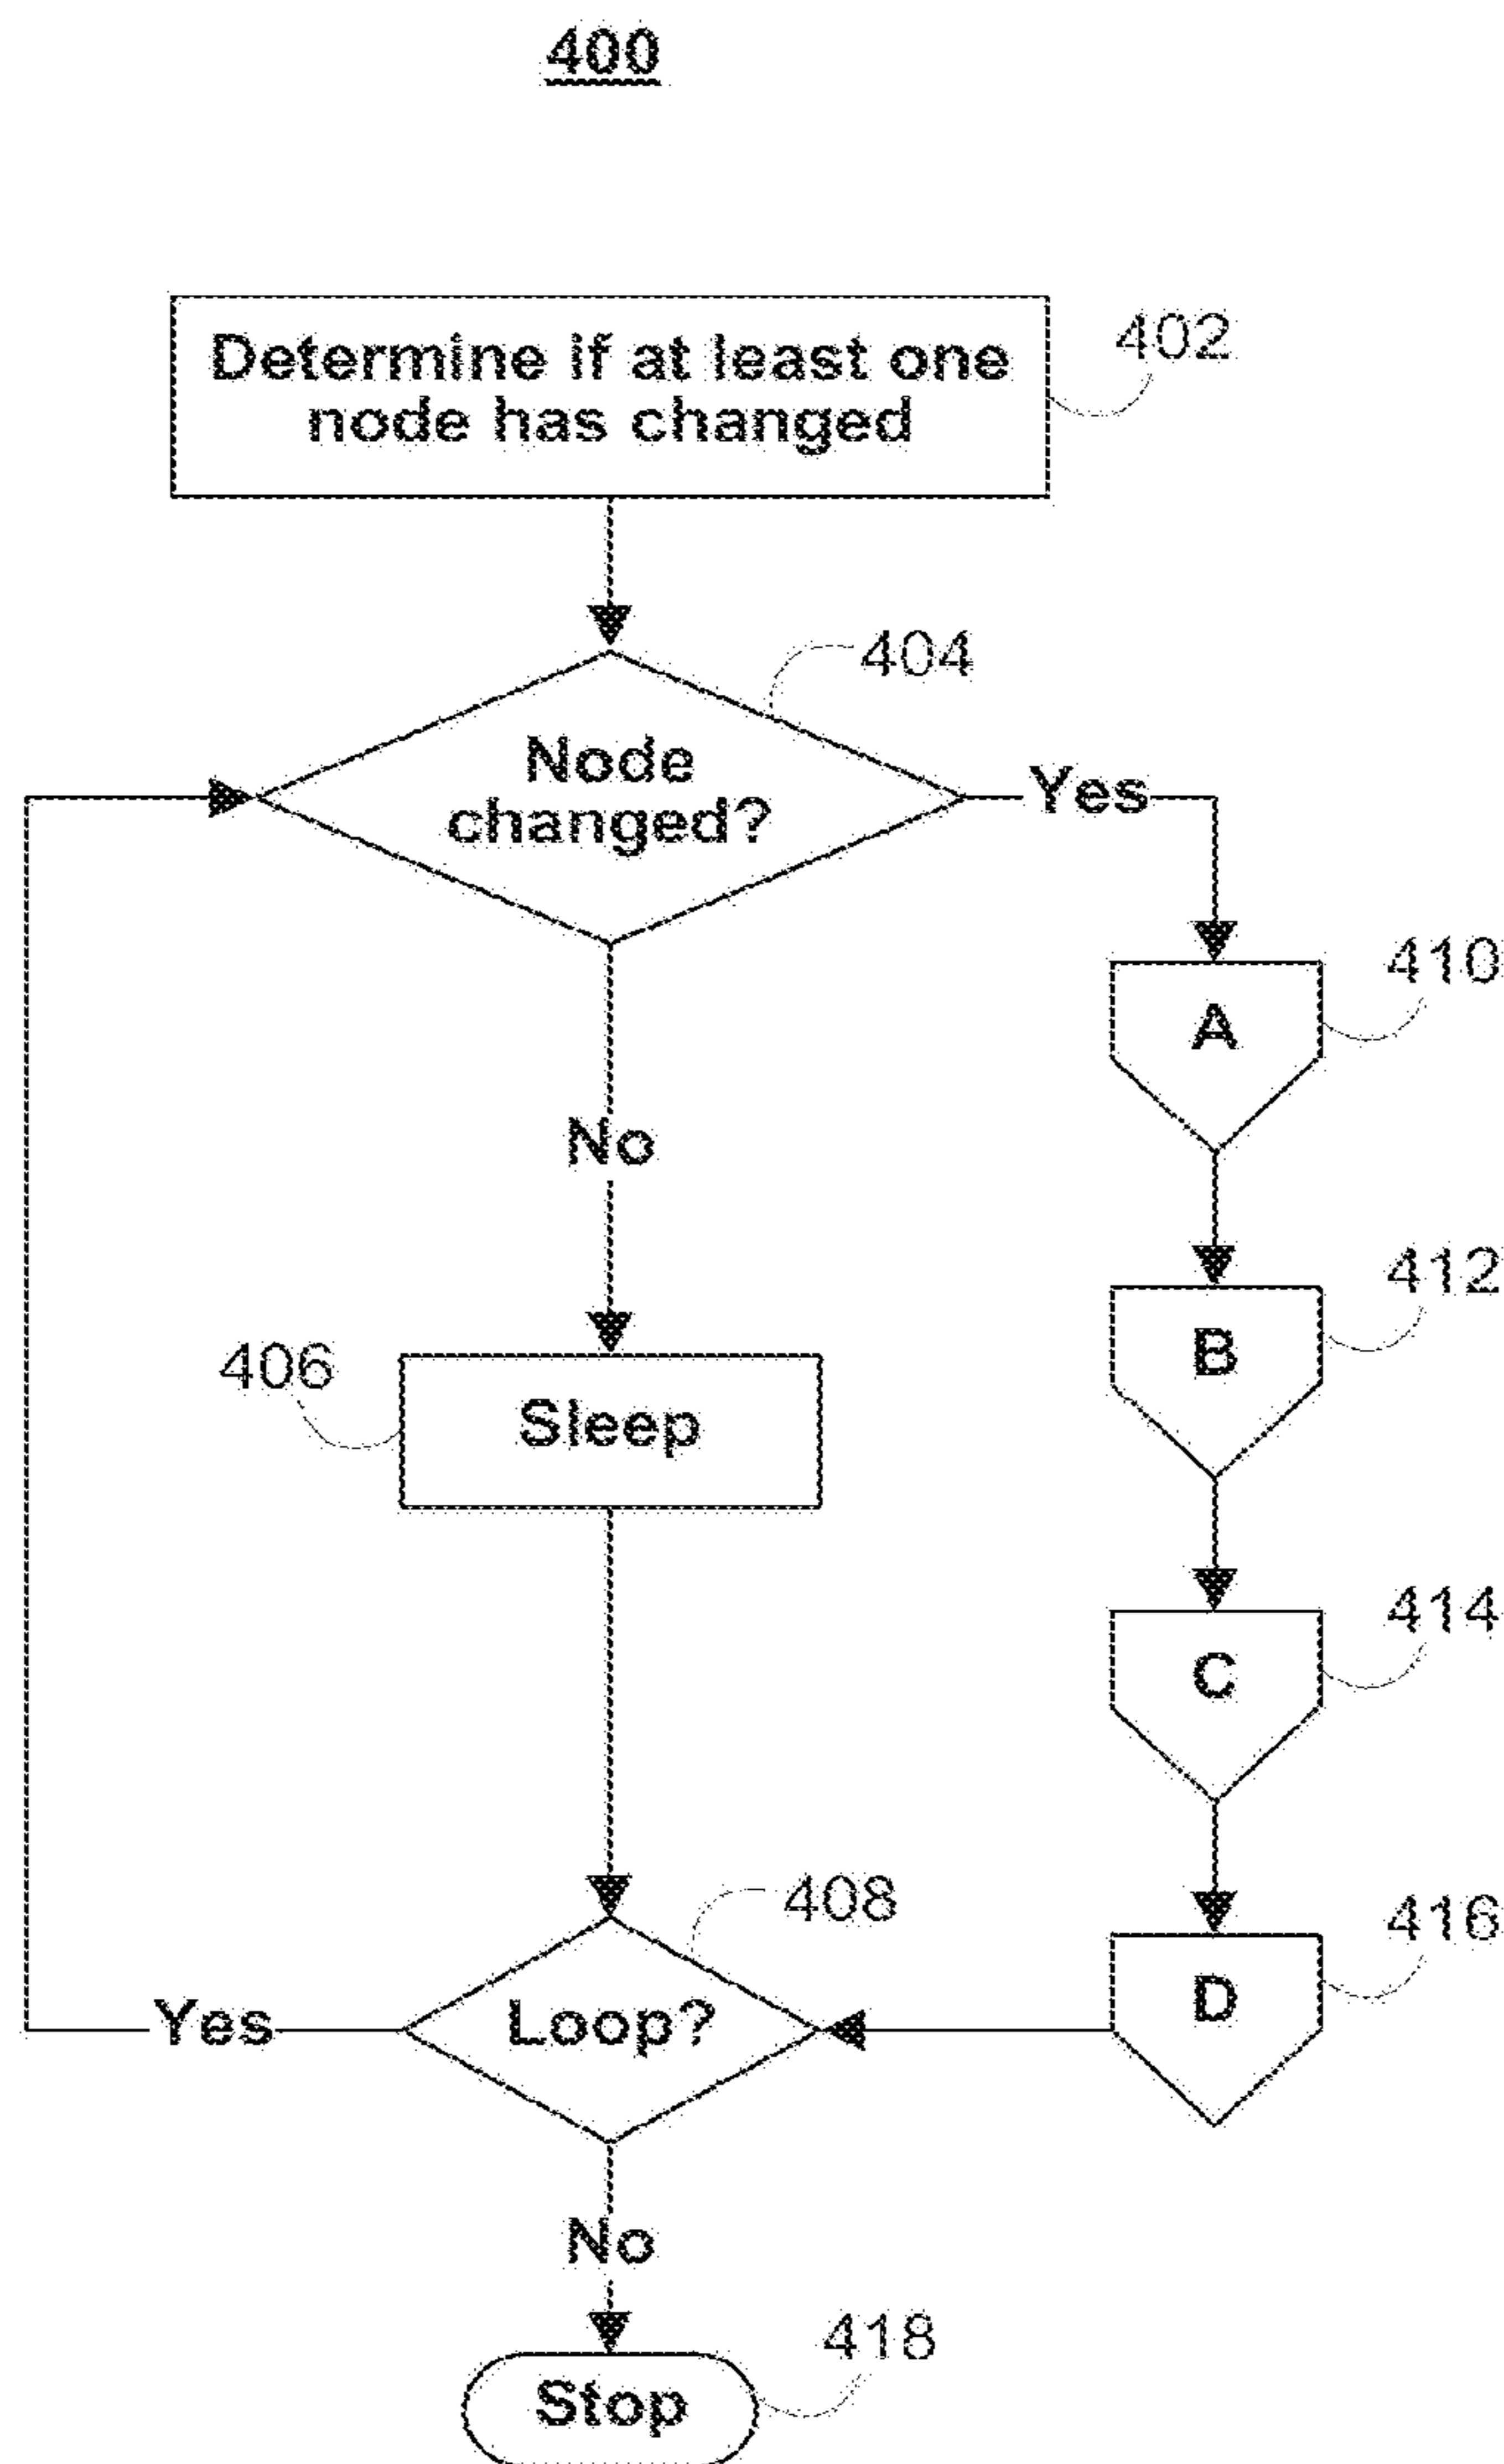 400
Determine if at least one
node has changed
402
404
Node
changed?
Yes
410
A
No
412
B
406
Sleep
414
C
408
416
Yes
Loop?
D
No
418
Stop